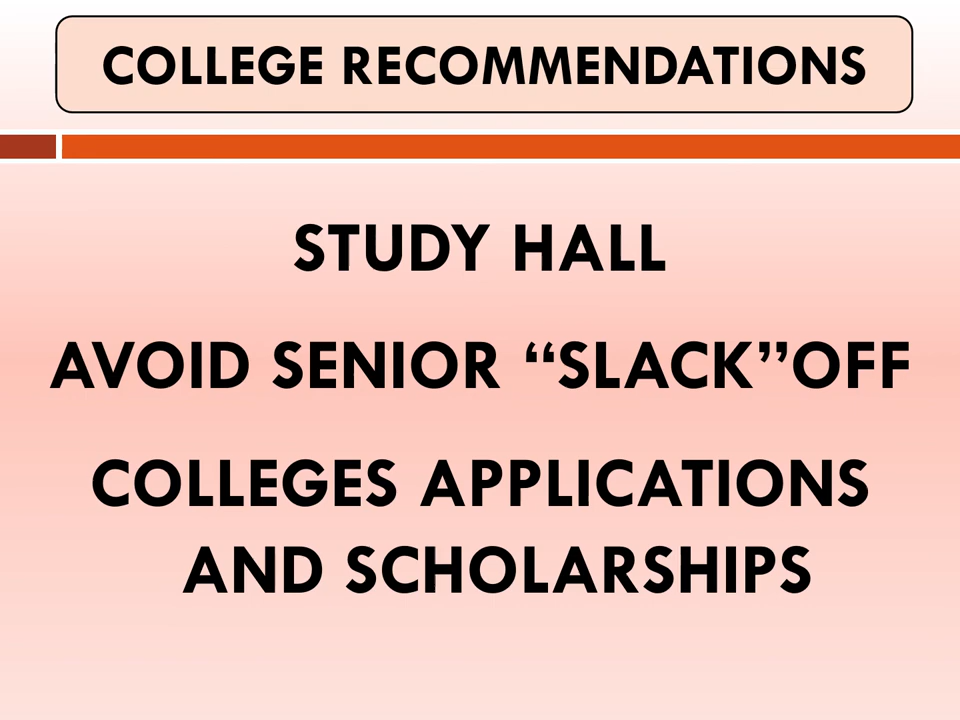 COLLEGE RECOMMENDATIONS
STUDY HALL
AVOID SENIOR “SLACK”OFF
COLLEGES APPLICATIONS
AND SCHOLARSHIPS